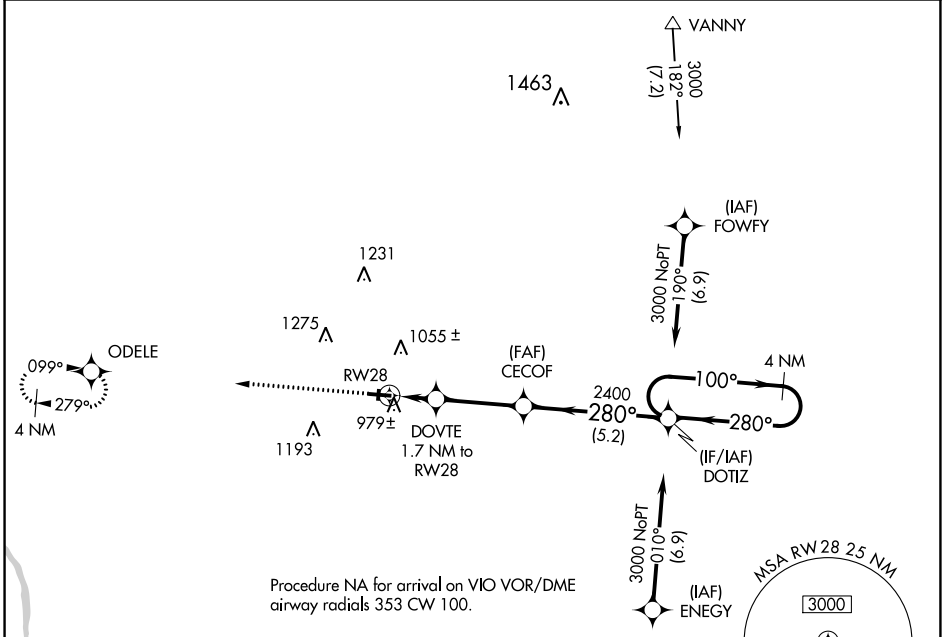 VANNY
3000
182°
(7.2)
1463
(IAF)
FOWFY
3000 NoPT
190°
(6.9)
1231
1275
1055 ±
ODELE
099°
279°
4 NM
RW28
979±
1193
DOVTE
1.7 NM to
RW28
(FAF)
CECOF
2400
280°
(5.2)
4 NM
100°
280°
(IF/IAF)
DOTIZ
3000 NoPT
010°
(6.9)
(IAF)
ENEGY
Procedure NA for arrival on VIO VOR/DME
airway radials 353 CW 100.
MSA RW28 25 NM
3000